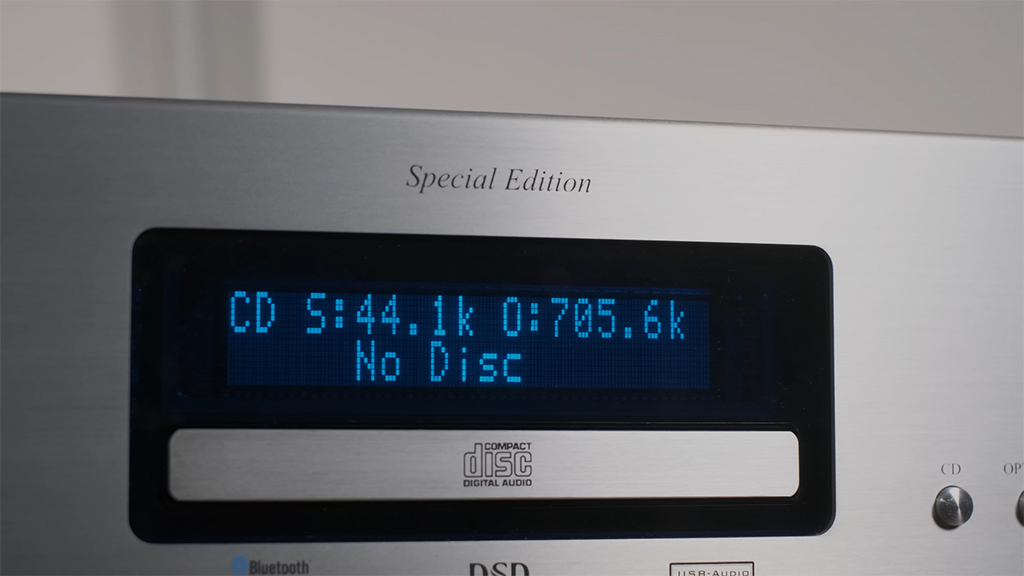 Special Edition
CD S:44.1k O:705.6k
No Disc
COMPACT
disc
DIGITAL AUDIO
CD
Bluetooth
DSD
USB-AUDIO